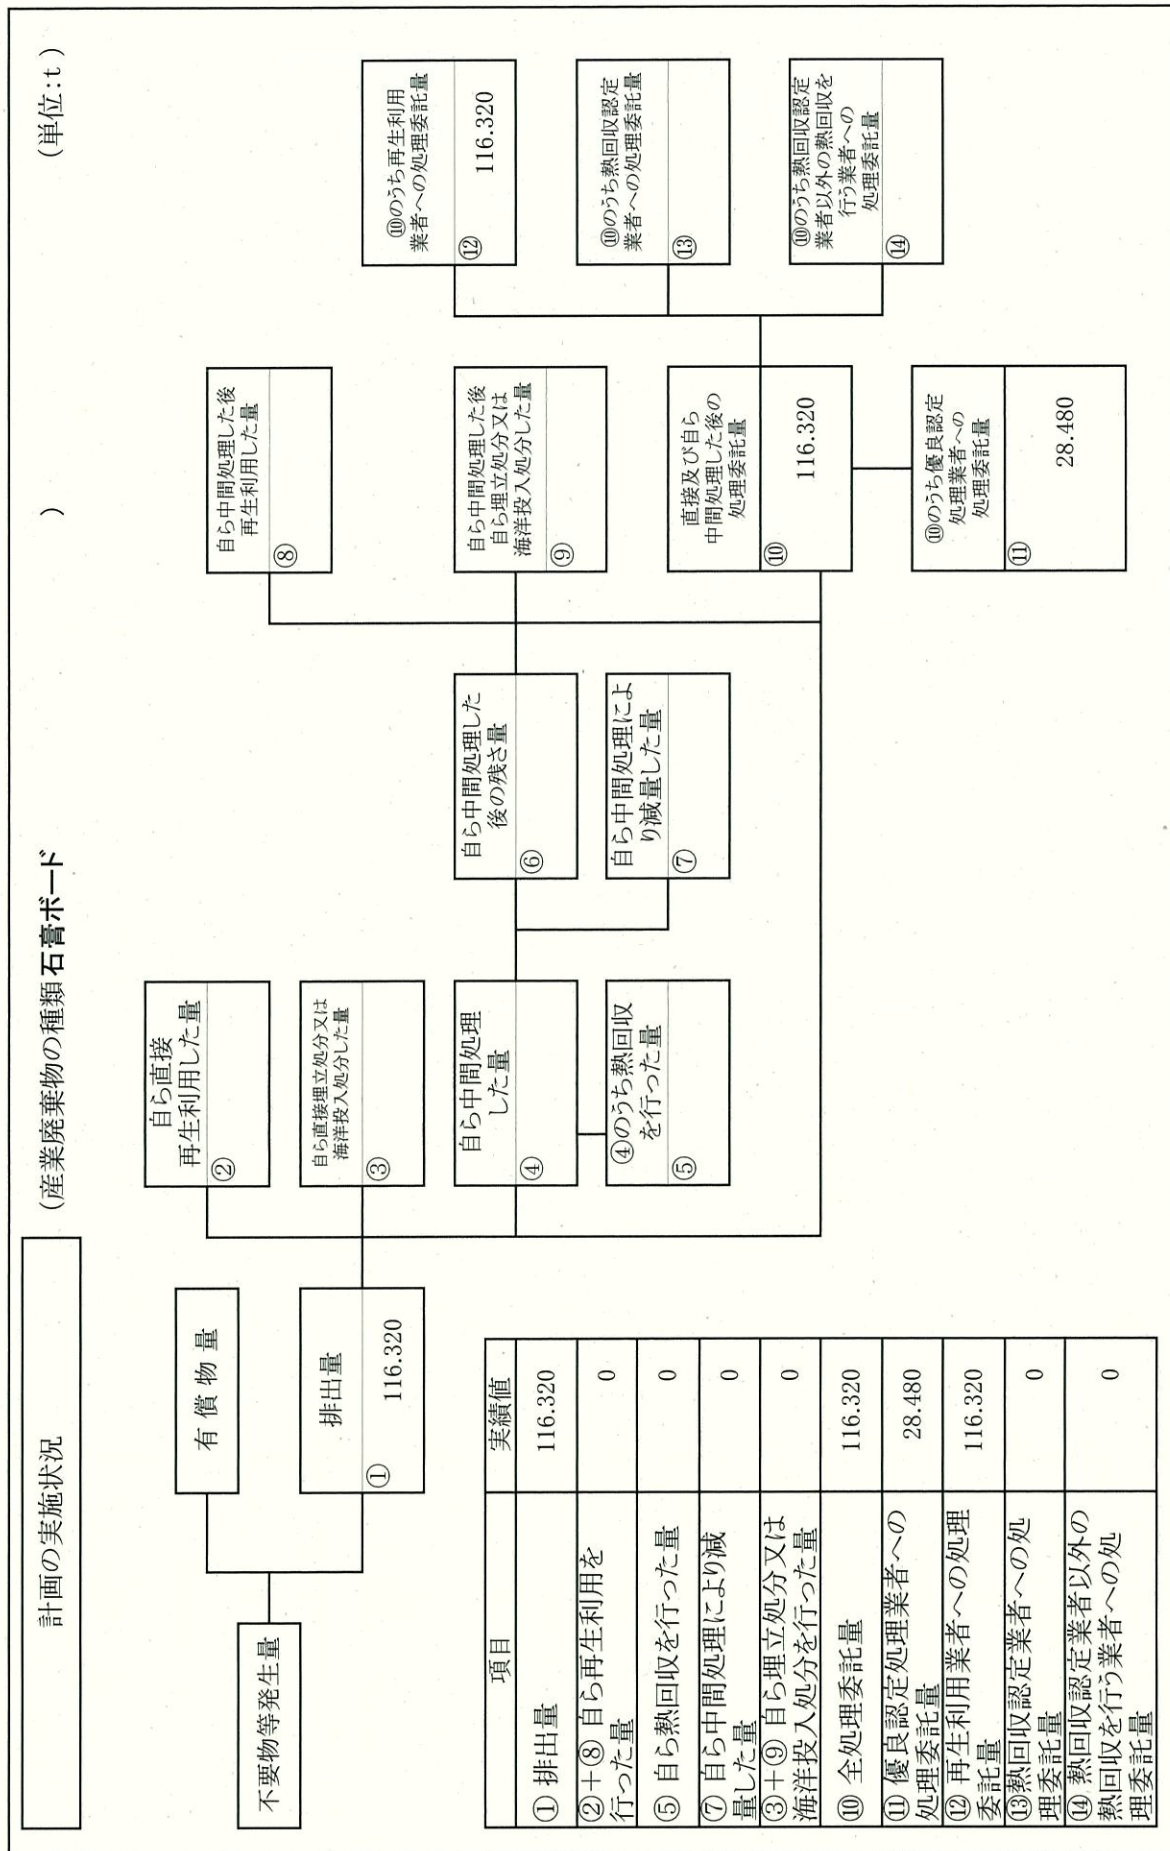 計画の実施状況
(産業廃棄物の種類 石膏ボード
)
(単位:t)
不要物等発生量
有償物量
排出量
①
116.320
自ら直接
再生利用した量
②
自ら直接埋立処分又は
海洋投入処分した量
③
自ら中間処理
した量
④
④のうち熱回収
を行った量
⑤
自ら中間処理した
後の残さ量
⑥
自ら中間処理によ
り減量した量
⑦
自ら中間処理した後
再生利用した量
⑧
自ら中間処理した後
自ら埋立処分又は
海洋投入処分した量
⑨
直接及び自ら
中間処理した後の
処理委託量
⑩
116.320
⑩のうち優良認定
処理業者への
処理委託量
⑪
28.480
⑩のうち再生利用
業者への処理委託量
⑫
116.320
⑩のうち熱回収認定
業者への処理委託量
⑬
⑩のうち熱回収認定
業者以外の熱回収を
行う業者への
処理委託量
⑭
項目 実績値
① 排出量 116.320
②+⑧ 自ら再生利用を
行った量 0
⑤ 自ら熱回収を行った量 0
⑦ 自ら中間処理により減
量した量 0
③+⑨ 自ら埋立処分又は
海洋投入処分を行った量 0
⑩ 全処理委託量 116.320
⑪ 優良認定処理業者への
処理委託量 28.480
⑫ 再生利用業者への処理
委託量 116.320
⑬熱回収認定業者への処
理委託量 0
⑭ 熱回収認定業者以外の
熱回収を行う業者への処
理委託量 0